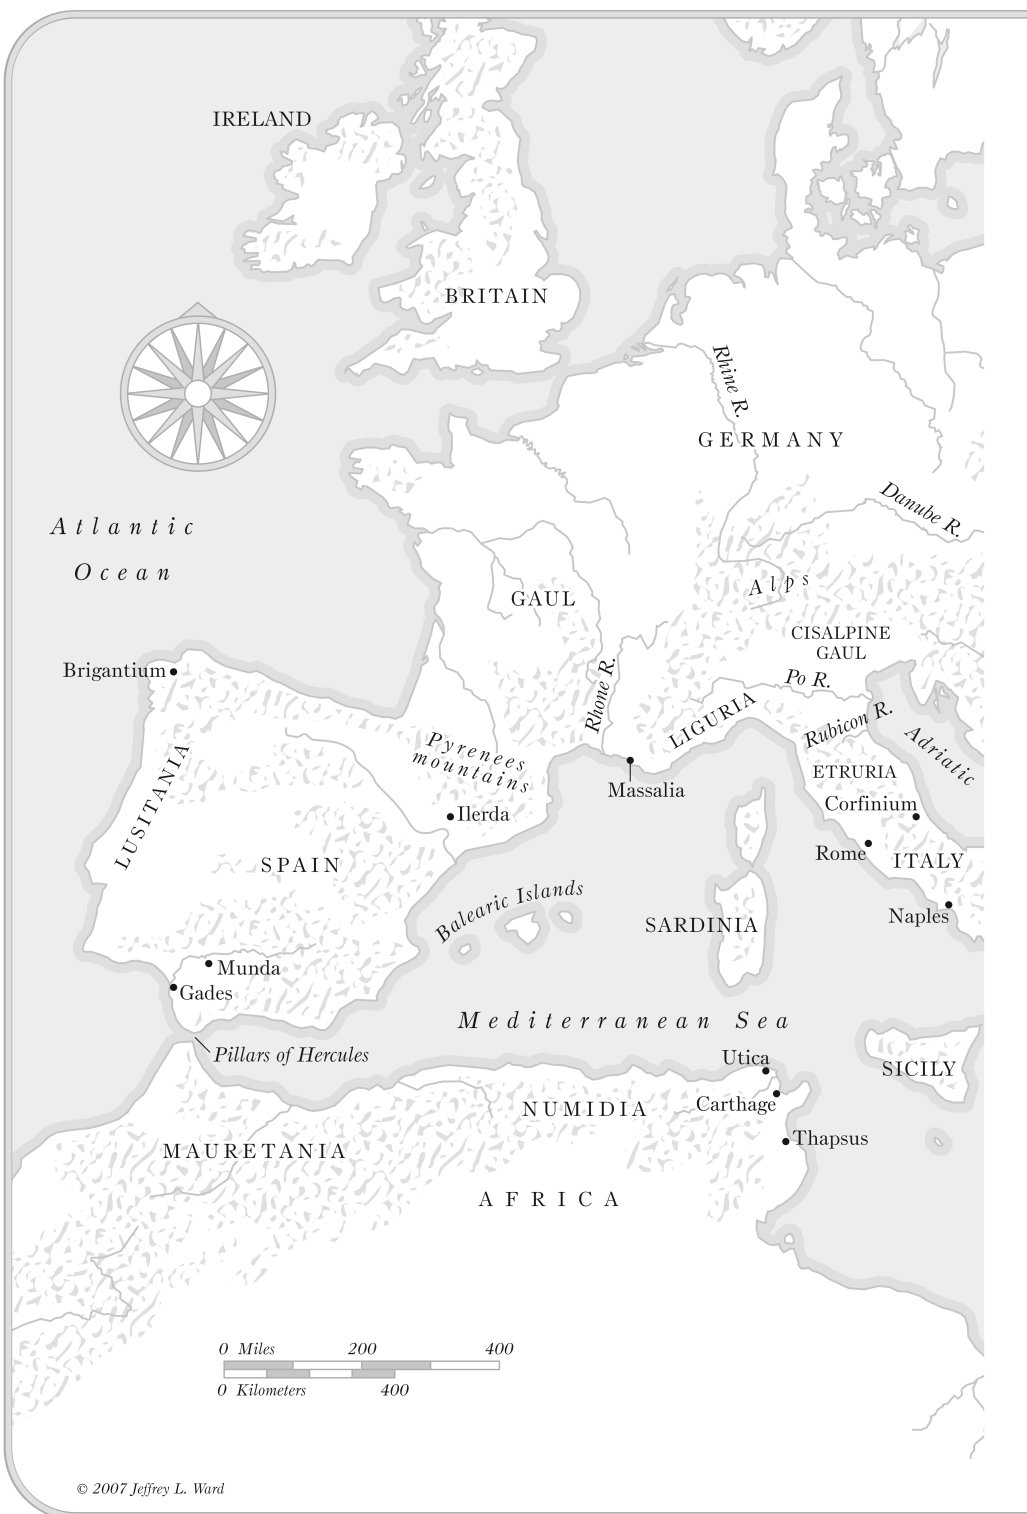 IRELAND
BRITAIN
Rhine R.
GERMANY
Danube R.
Atlantic
Ocean
Alps
GAUL
CISALPINE
GAUL
Brigantium
Po R.
Rhone R.
LIGURIA
Rubicon R.
Adriatic
LUSITANIA
Pyrenees
mountains
ETRURIA
Massalia
Corfinium
Ilerda
Rome
ITALY
SPAIN
Balearic Islands
SARDINIA
Naples
Munda
Gades
Mediterranean Sea
Pillars of Hercules
Utica
SICILY
Carthage
NUMIDIA
Thapsus
MAURETANIA
AFRICA
0 Miles 200 400
0 Kilometers 400
© 2007 Jeffrey L. Ward